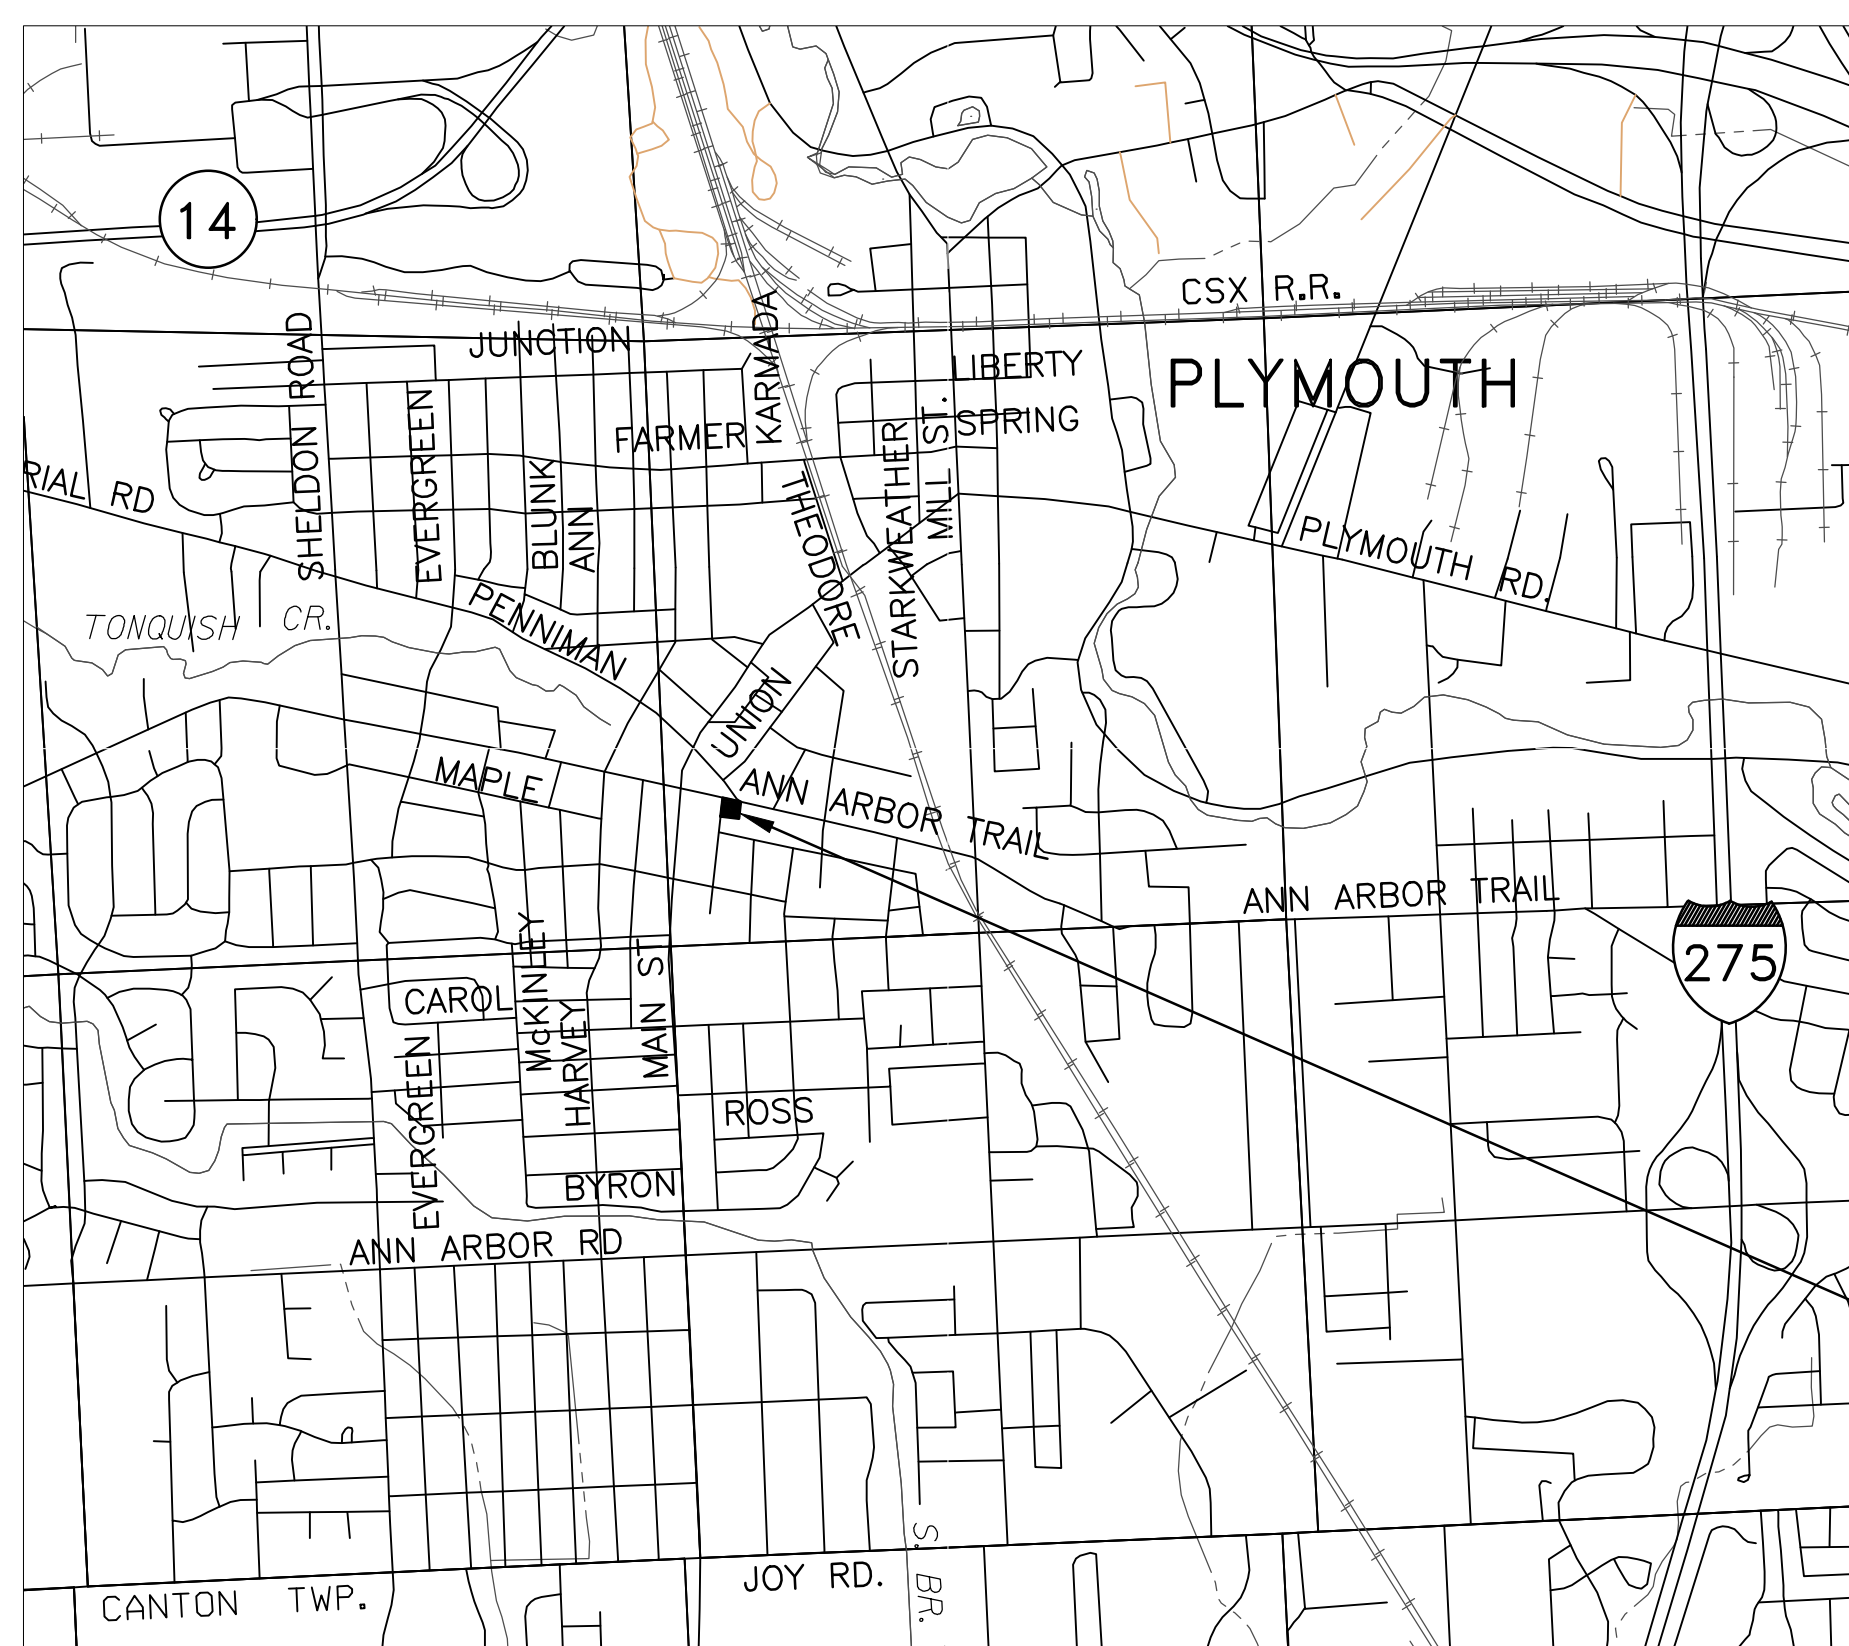 14
CSX R.R.
JUNCTION
KARMADA
SHELDON ROAD
LIBERTY
PLYMOUTH
SPRING
FARMER
EVERGREEN
BLUNK
ANN
THEODORE
STARKWEATHER
MILL ST.
RIAL RD
PLYMOUTH RD.
TONQUISH CR.
PENNIMAN
UNION
MAPLE
ANN ARBOR TRAIL
ANN ARBOR TRAIL
275
CAROL
McKINLEY
HARVEY
MAIN ST
EVERGREEN
ROSS
BYRON
ANN ARBOR RD
S. BR.
JOY RD.
CANTON TWP.